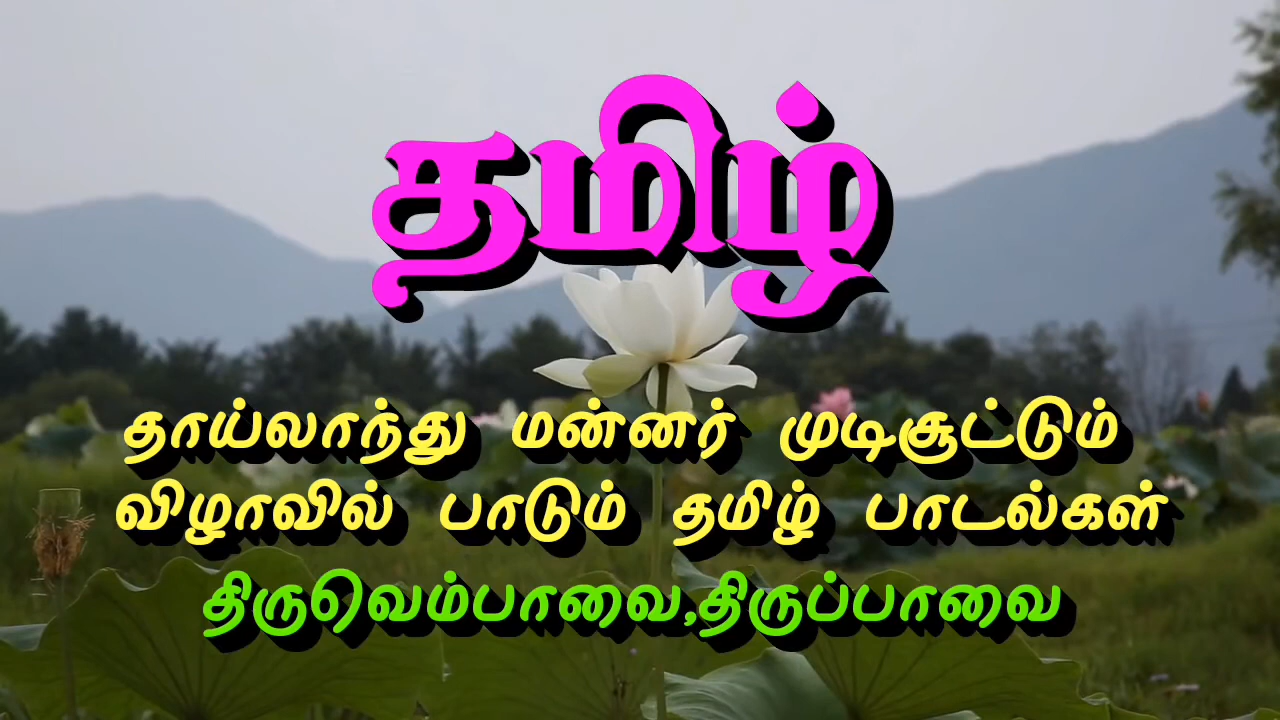 தமிழ்
தாய்லாந்து மன்னர் முடிசூட்டும்
விழாவில் பாடும் தமிழ் பாடல்கள்
திருவெம்பாவை,திருப்பாவை